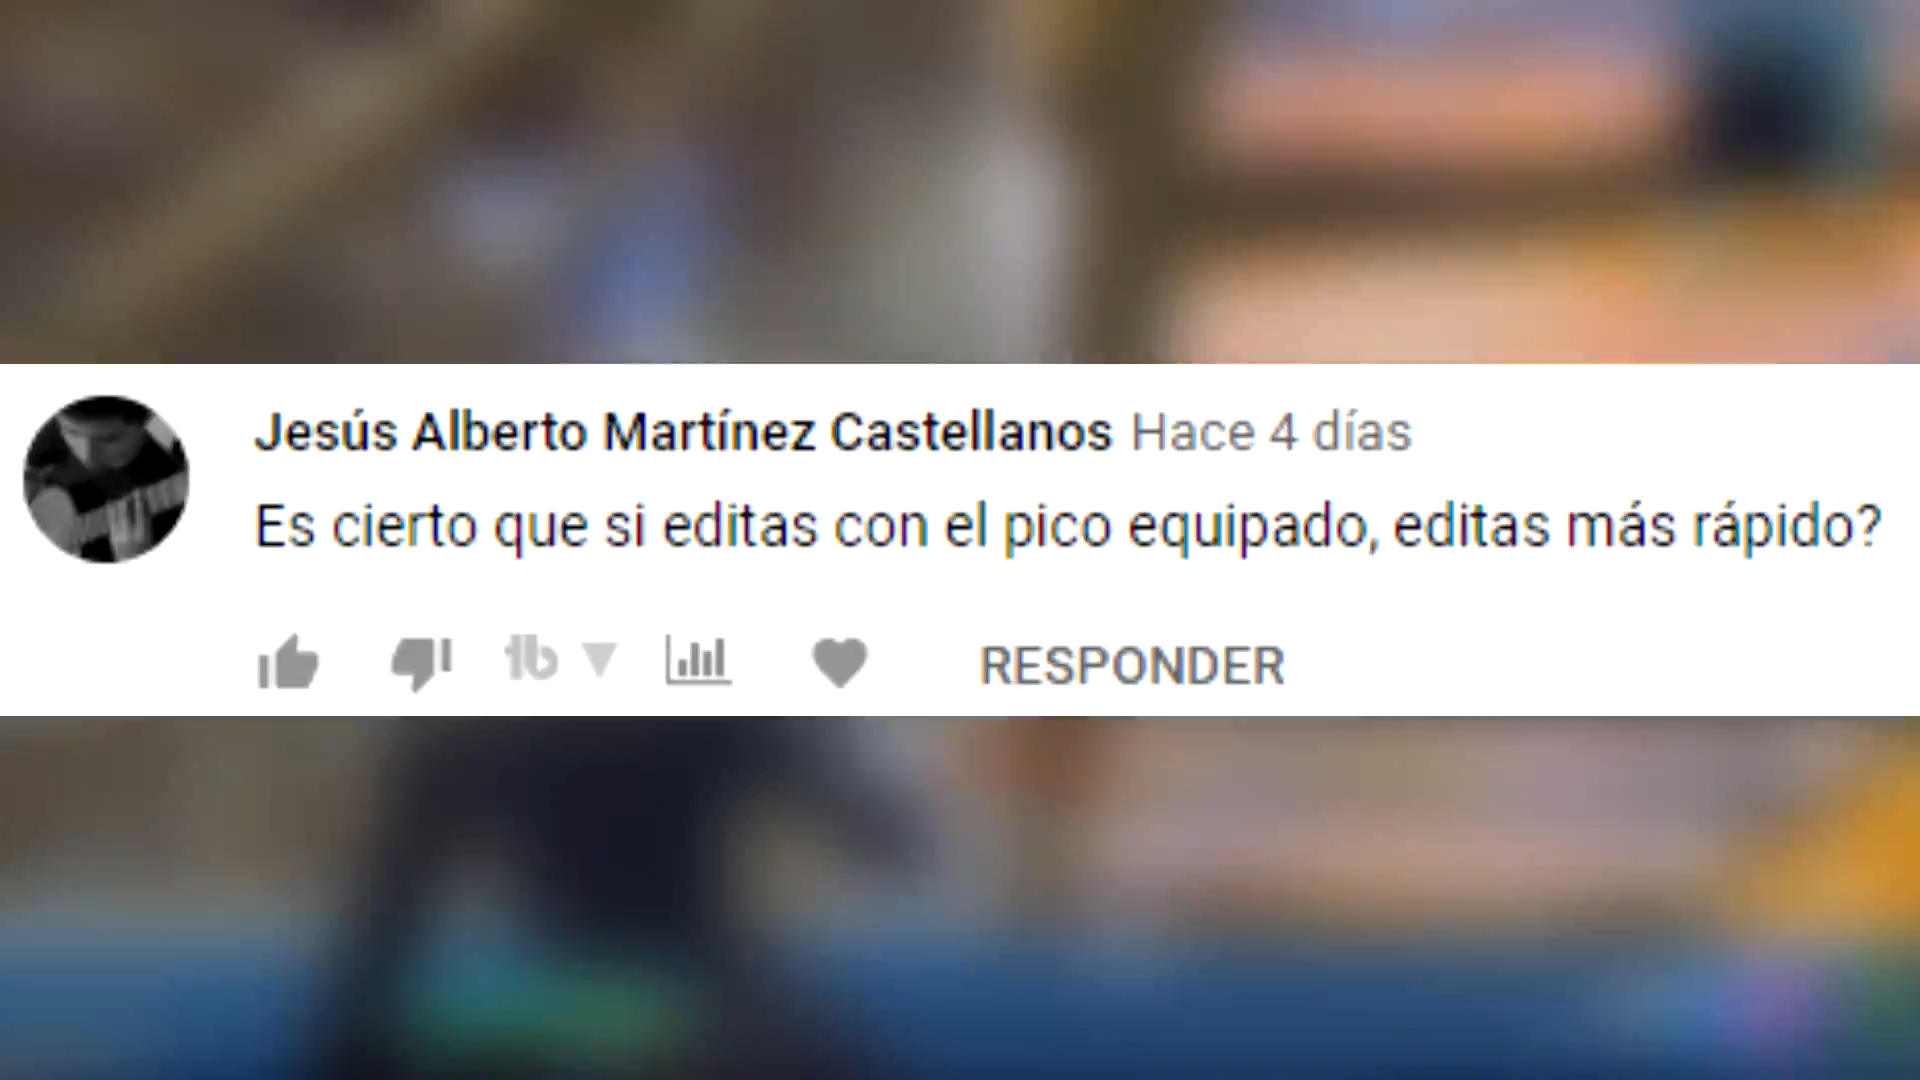 Jesús Alberto Martínez Castellanos Hace 4 días
Es cierto que si editas con el pico equipado, editas más rápido?
tb
RESPONDER